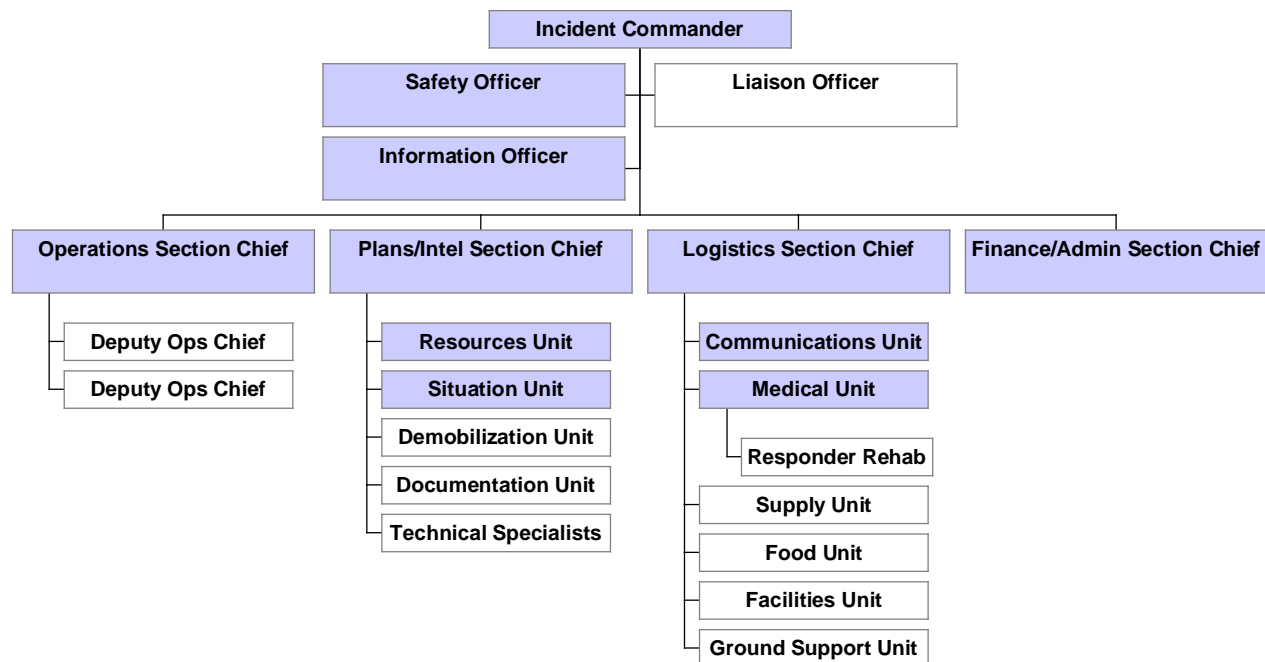 Incident Commander
Safety Officer
Liaison Officer
Information Officer
Operations Section Chief
Plans/Intel Section Chief
Logistics Section Chief
Finance/Admin Section Chief
Deputy Ops Chief
Deputy Ops Chief
Resources Unit
Situation Unit
Demobilization Unit
Documentation Unit
Technical Specialists
Communications Unit
Medical Unit
Responder Rehab
Supply Unit
Food Unit
Facilities Unit
Ground Support Unit